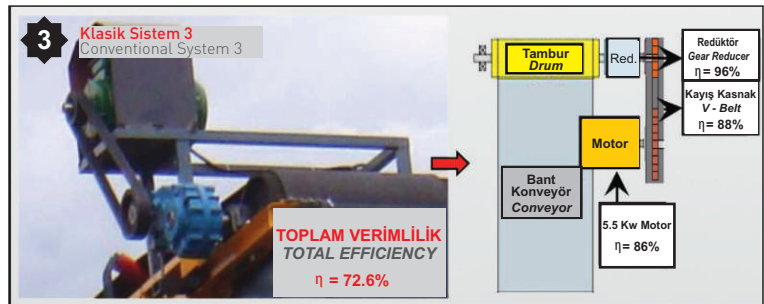 3
Klasik Sistem 3
Conventional System 3
TOPLAM VERİMLİLİK
TOTAL EFFICIENCY
η = 72.6%
Tambur
Drum
Red.
Redüktör
Gear Reducer
η = 96%
Kayış Kasnak
V - Belt
η = 88%
Motor
Bant
Konveyör
Conveyor
5.5 Kw Motor
η = 86%